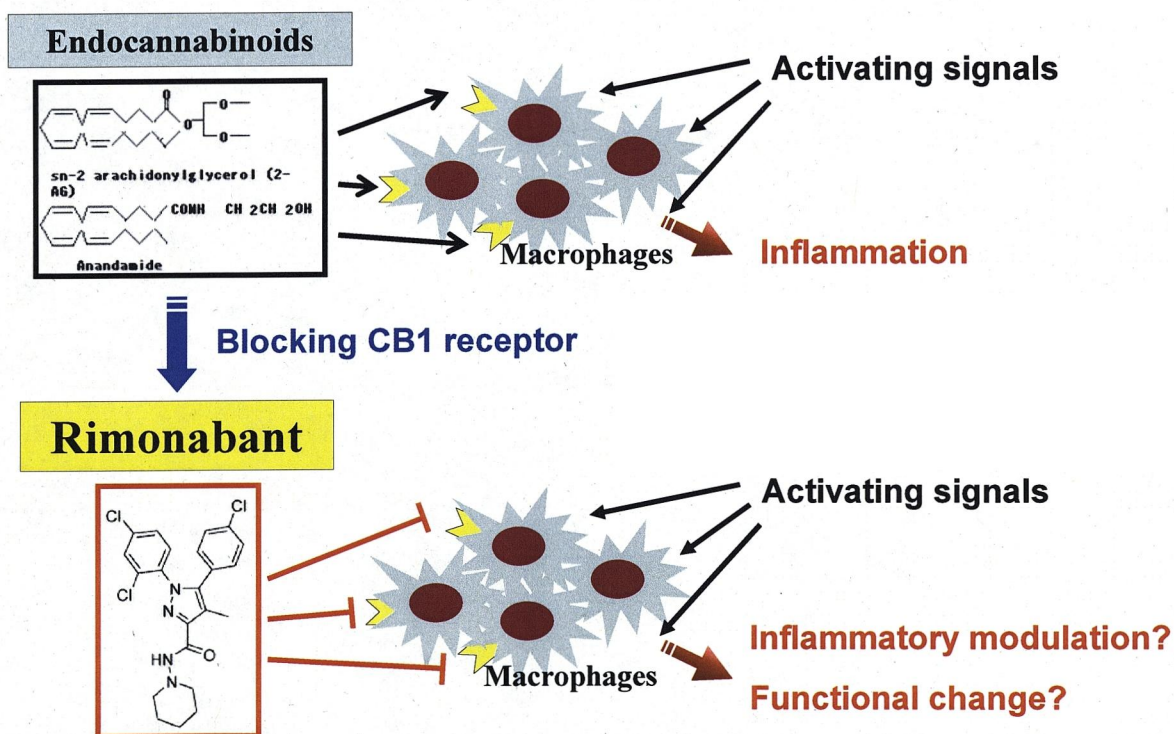 Endocannabinoids
Activating signals
O
O
O
O
sn-2 arachidonylglycerol (2-
AG)
CONH CH 2CH 2OH
Anandamide
Macrophages
Inflammation
Blocking CB1 receptor
Rimonabant
Activating signals
Cl
Cl
Cl
N
N
O
HN
N
Macrophages
Inflammatory modulation?
Functional change?